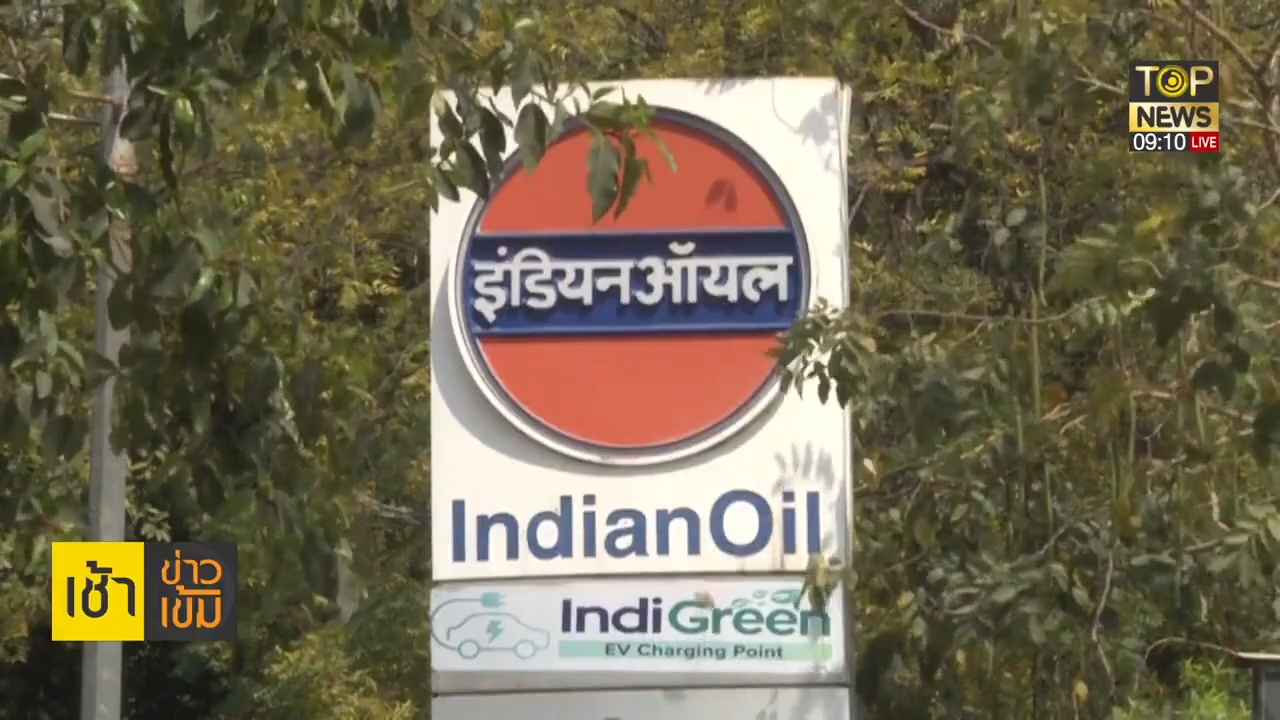 TOP
NEWS
09:10 LIVE
इंडियनऑयल
IndianOil
IndiGreen
EV Charging Point
เช้า
ข่าว
เข้ม